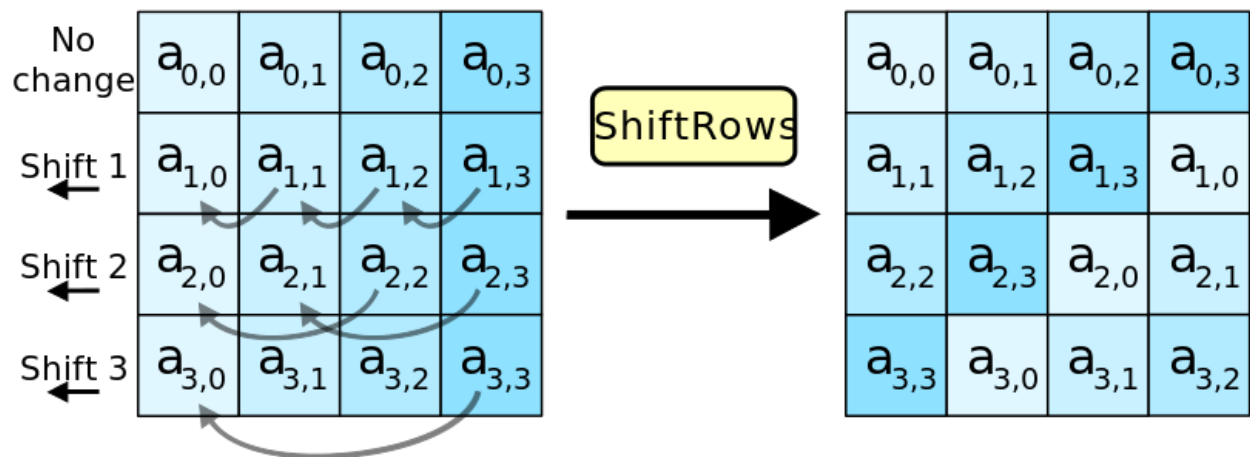 No
change
a0,0 a0,1 a0,2 a0,3
Shift 1
a1,0 a1,1 a1,2 a1,3
Shift 2
a2,0 a2,1 a2,2 a2,3
Shift 3
a3,0 a3,1 a3,2 a3,3
ShiftRows
a0,0 a0,1 a0,2 a0,3
a1,1 a1,2 a1,3 a1,0
a2,2 a2,3 a2,0 a2,1
a3,3 a3,0 a3,1 a3,2